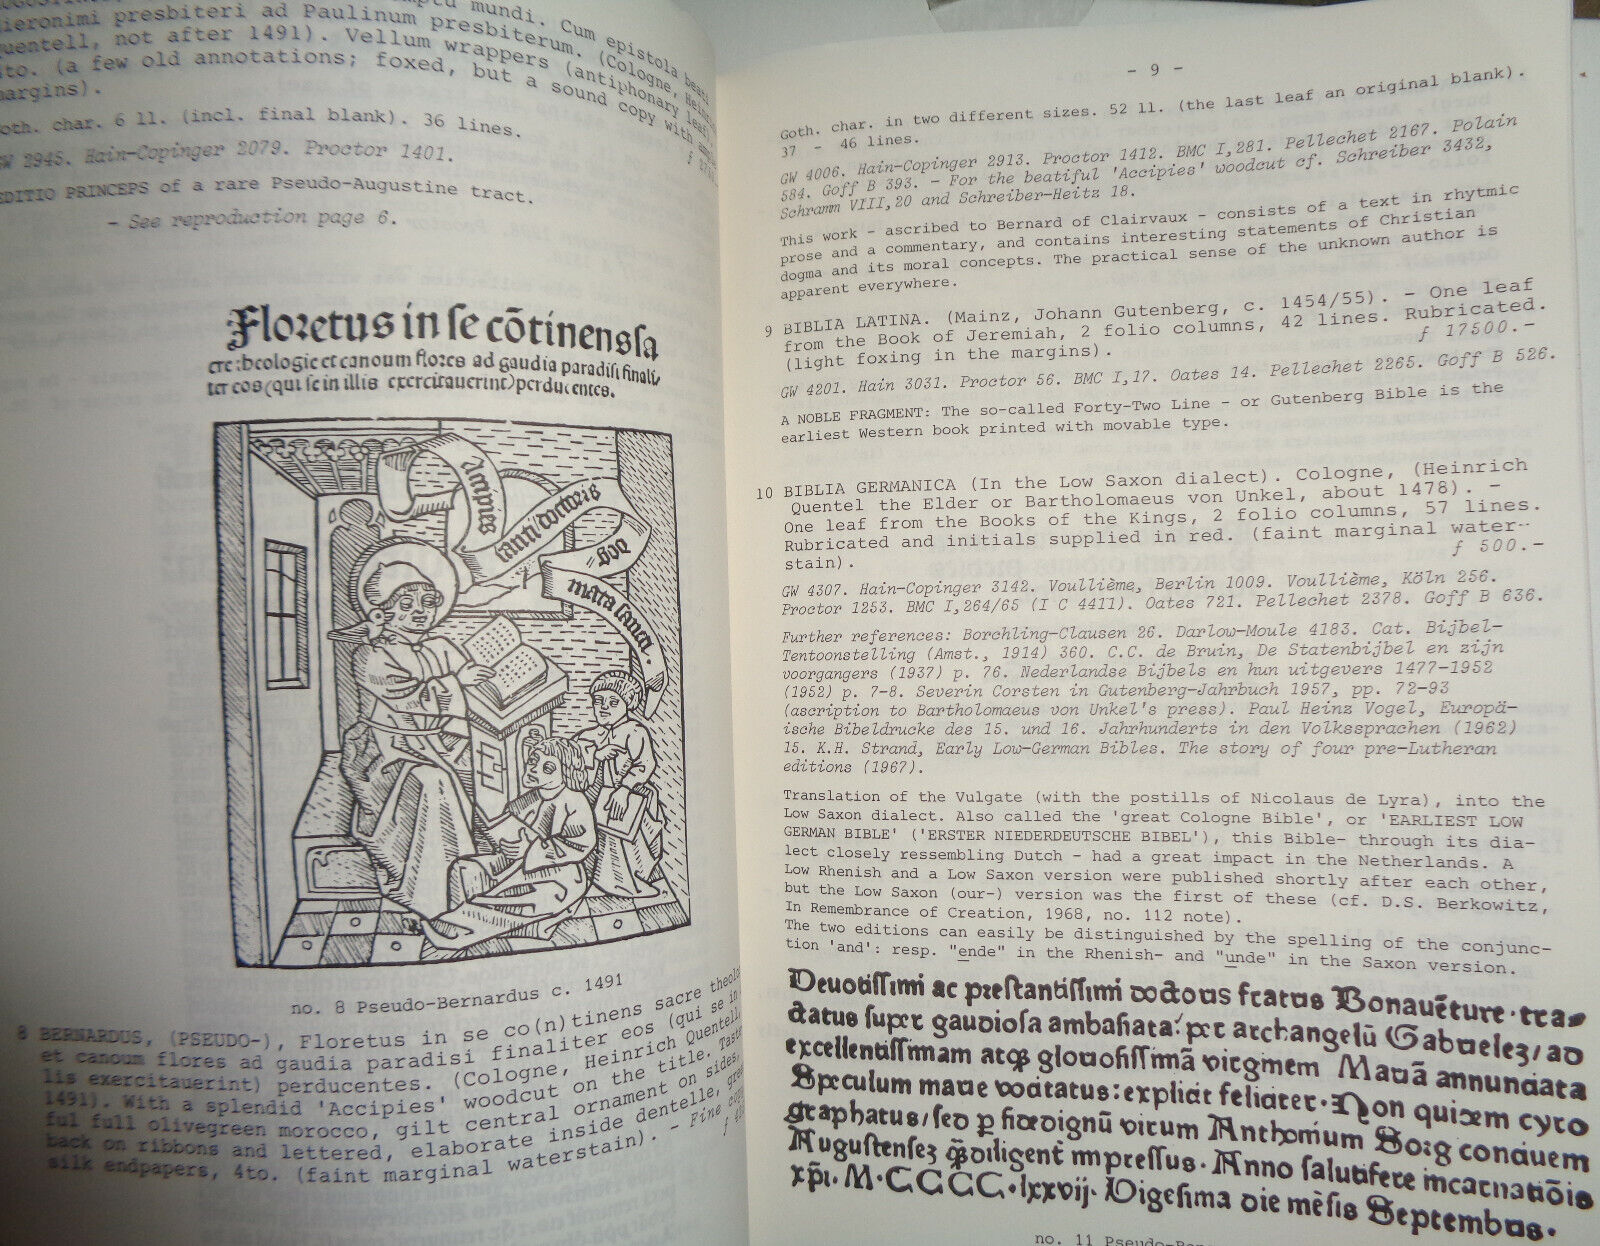 mundi. Cum epistola beati
Hieronimi presbiteri ad Paulinum presbiterum. (Cologne, Heinrich
Quentell, not after 1491). Vellum wrappers (antiphonary leaf)
4to. (a few old annotations; foxed, but a sound copy with ample
margins).
Goth. char. 6 ll. (incl. final blank). 36 lines.
GW 2945. Hain-Copinger 2079. Proctor 1401.
EDITIO PRINCEPS of a rare Pseudo-Augustine tract.
- See reproduction page 6.
Floretus in se cõtinens sa
cre theologie et canonum flores ad gaudia paradisi finali-
ter eos (qui se in illis exercitauerint) perducentes.
Accipies
tanti doctoris
dog
mata sancta.
no. 8 Pseudo-Bernardus c. 1491
8 BERNARDUS, (PSEUDO-), Floretus in se co(n)tinens sacre theolo
et canoum flores ad gaudia paradisi finaliter eos (qui se in
lis exercitauerint) perducentes. (Cologne, Heinrich Quentell,
1491). With a splendid 'Accipies' woodcut on the title.
ful full olivegreen morocco, gilt central ornament on sides,
back on ribbons and lettered, elaborate inside dentelle,
silk endpapers, 4to. (faint marginal waterstain). - Fine copy
- 9 -
Goth. char. in two different sizes. 52 ll. (the last leaf an original blank).
37 - 46 lines.
GW 4006. Hain-Copinger 2913. Proctor 1412. BMC I,281. Pellechet 2167. Polain
584. Goff B 393. - For the beatiful 'Accipies' woodcut cf. Schreiber 3432,
Schramm VIII,20 and Schreiber-Heitz 18.
This work - ascribed to Bernard of Clairvaux - consists of a text in rhytmic
prose and a commentary, and contains interesting statements of Christian
dogma and its moral concepts. The practical sense of the unknown author is
apparent everywhere.
9 BIBLIA LATINA. (Mainz, Johann Gutenberg, c. 1454/55). - One leaf
from the Book of Jeremiah, 2 folio columns, 42 lines. Rubricated.
(light foxing in the margins). ƒ 17500.-
GW 4201. Hain 3031. Proctor 56. BMC I,17. Oates 14. Pellechet 2265. Goff B 526.
A NOBLE FRAGMENT: The so-called Forty-Two Line - or Gutenberg Bible is the
earliest Western book printed with movable type.
10 BIBLIA GERMANICA (In the Low Saxon dialect). Cologne, (Heinrich
Quentel the Elder or Bartholomaeus von Unkel, about 1478). -
One leaf from the Books of the Kings, 2 folio columns, 57 lines.
Rubricated and initials supplied in red. (faint marginal water-
stain). ƒ 500.-
GW 4307. Hain-Copinger 3142. Voullième, Berlin 1009. Voullième, Köln 256.
Proctor 1253. BMC I,264/65 (I C 4411). Oates 721. Pellechet 2378. Goff B 636.
Further references: Borchling-Clausen 26. Darlow-Moule 4183. Cat. Bijbel-
Tentoonstelling (Amst., 1914) 360. C.C. de Bruin, De Statenbijbel en zijn
voorgangers (1937) p. 76. Nederlandse Bijbels en hun uitgevers 1477-1952
(1952) p. 7-8. Severin Corsten in Gutenberg-Jahrbuch 1957, pp. 72-93
(ascription to Bartholomaeus von Unkel's press). Paul Heinz Vogel, Europä-
ische Bibeldrucke des 15. und 16. Jahrhunderts in den Volkssprachen (1962)
15. K.H. Strand, Early Low-German Bibles. The story of four pre-Lutheran
editions (1967).
Translation of the Vulgate (with the postills of Nicolaus de Lyra), into the
Low Saxon dialect. Also called the 'great Cologne Bible', or 'EARLIEST LOW
GERMAN BIBLE' ('ERSTER NIEDERDEUTSCHE BIBEL'), this Bible- through its dia-
lect closely ressembling Dutch - had a great impact in the Netherlands. A
Low Rhenish and a Low Saxon version were published shortly after each other,
but the Low Saxon (our-) version was the first of these (cf. D.S. Berkowitz,
In Remembrance of Creation, 1968, no. 112 note).
The two editions can easily be distinguished by the spelling of the conjunc-
tion 'and': resp. "ende" in the Rhenish- and "unde" in the Saxon version.
Deuotissimi ac prestantissimi doctoris fratris Bonauẽture. tra-
ctatus super gaudiosa ambasiata: per archangelũ Gabrielez/ ad
excellentissimam atqꝫ gloriosissimã virginem Mariã annunciata
Speculum marie vocitatus: explicit feliciter. Non quidem cyro
graphatus/ sed ꝑ fidedignũ virum Anthonium Sorg conciuem
Augustensez ꝗ̃diligent̃ impressus. Anno salutifere incarnatiõis
xp̃i. M.CCCC.lxxvij. Vigesima die mẽsis Septembris.
no. 11